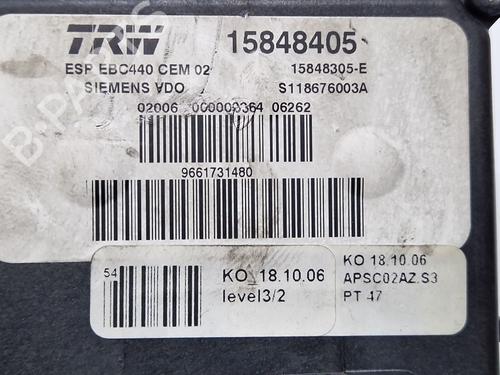 TRW 15848405
ESP EBC440 CEM 02 15848305-E
SIEMENS VDO S118676003A
02006 000000364 06262
9661731480
54
KO 18.10.06
level3/2
KO 18.10.06
APSC02AZ.S3
PT 47